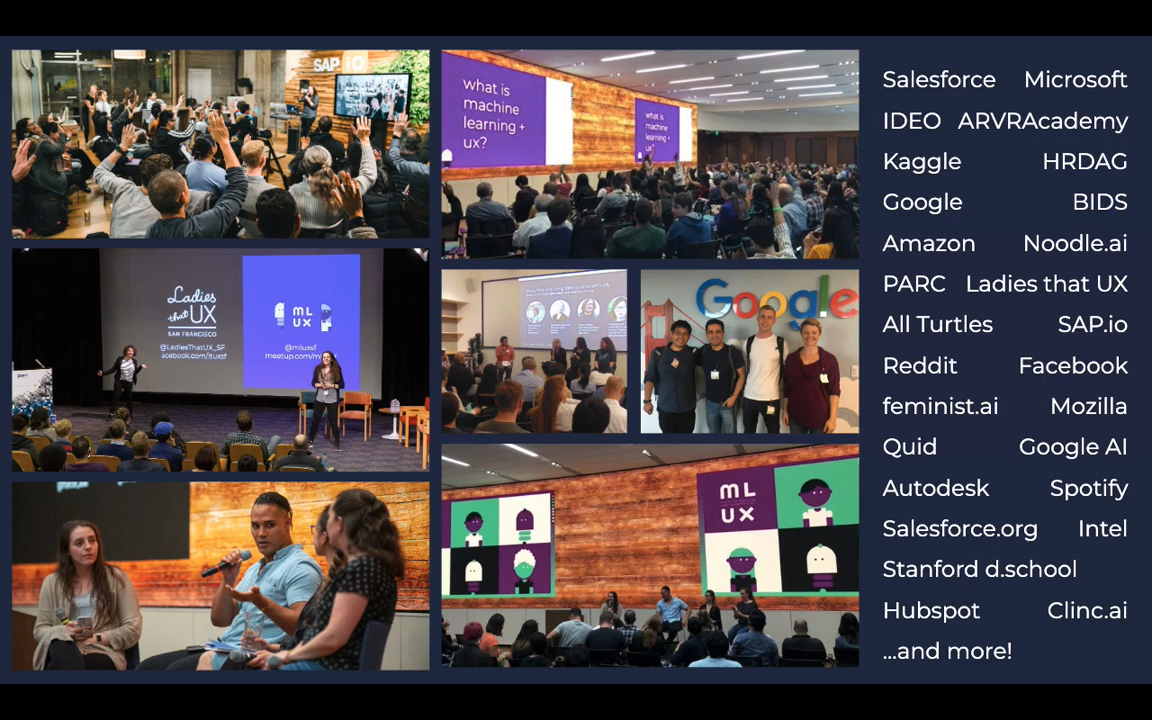 SAP iO
what is
machine
learning +
ux?
what is
machine
learning +
ux?
Ladies
that UX
SAN FRANCISCO
@LadiesThatUX_SF
ML
UX
@mluxsf
Google
ML
UX
Salesforce Microsoft
IDEO ARVRAcademy
Kaggle HRDAG
Google BIDS
Amazon Noodle.ai
PARC Ladies that UX
All Turtles SAP.io
Reddit Facebook
feminist.ai Mozilla
Quid Google AI
Autodesk Spotify
Salesforce.org Intel
Stanford d.school
Hubspot Clinc.ai
...and more!